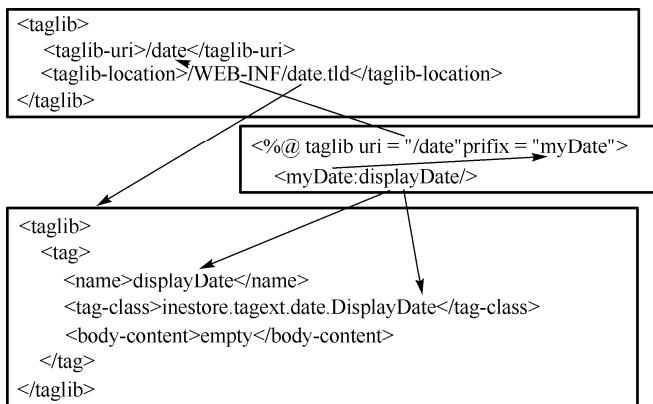 <taglib>
<taglib-uri>/date</taglib-uri>
<taglib-location>/WEB-INF/date.tld</taglib-location>
</taglib>
<%@ taglib uri = "/date"prifix = "myDate">
<myDate:displayDate/>
<taglib>
<tag>
<name>displayDate</name>
<tag-class>inestore.tagext.date.DisplayDate</tag-class>
<body-content>empty</body-content>
</tag>
</taglib>